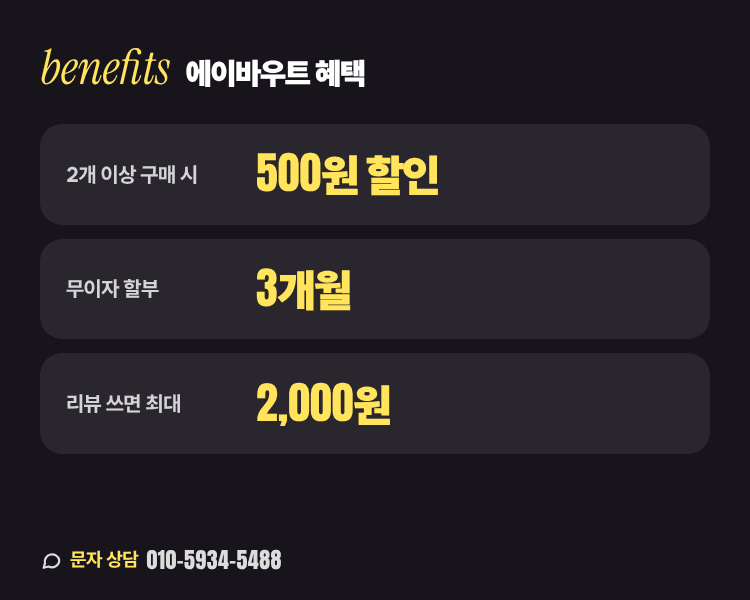 benefits 에이바우트 혜택
2개 이상 구매 시 500원 할인
무이자 할부 3개월
리뷰 쓰면 최대 2,000원
문자 상담 010-5934-5488